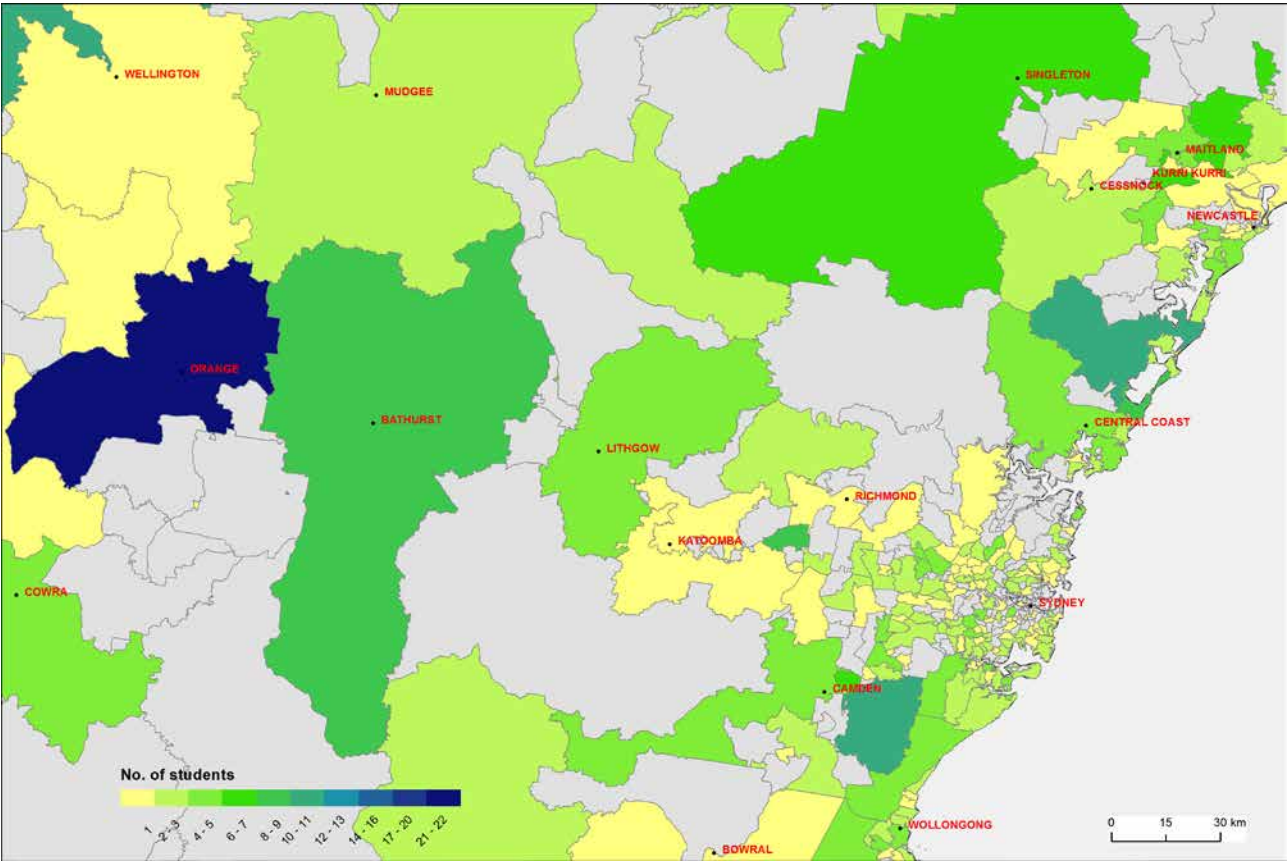 WELLINGTON
MUDGEE
SINGLETON
MAITLAND
KURRI KURRI
CESSNOCK
NEWCASTLE
ORANGE
BATHURST
CENTRAL COAST
LITHGOW
RICHMOND
KATOOMBA
COWRA
SYDNEY
CAMDEN
No. of students
1
2 - 3
4 - 5
6 - 7
8 - 9
10 - 11
12 - 13
14 - 16
17 - 20
21 - 22
WOLLONGONG
0 15 30 km
BOWRAL